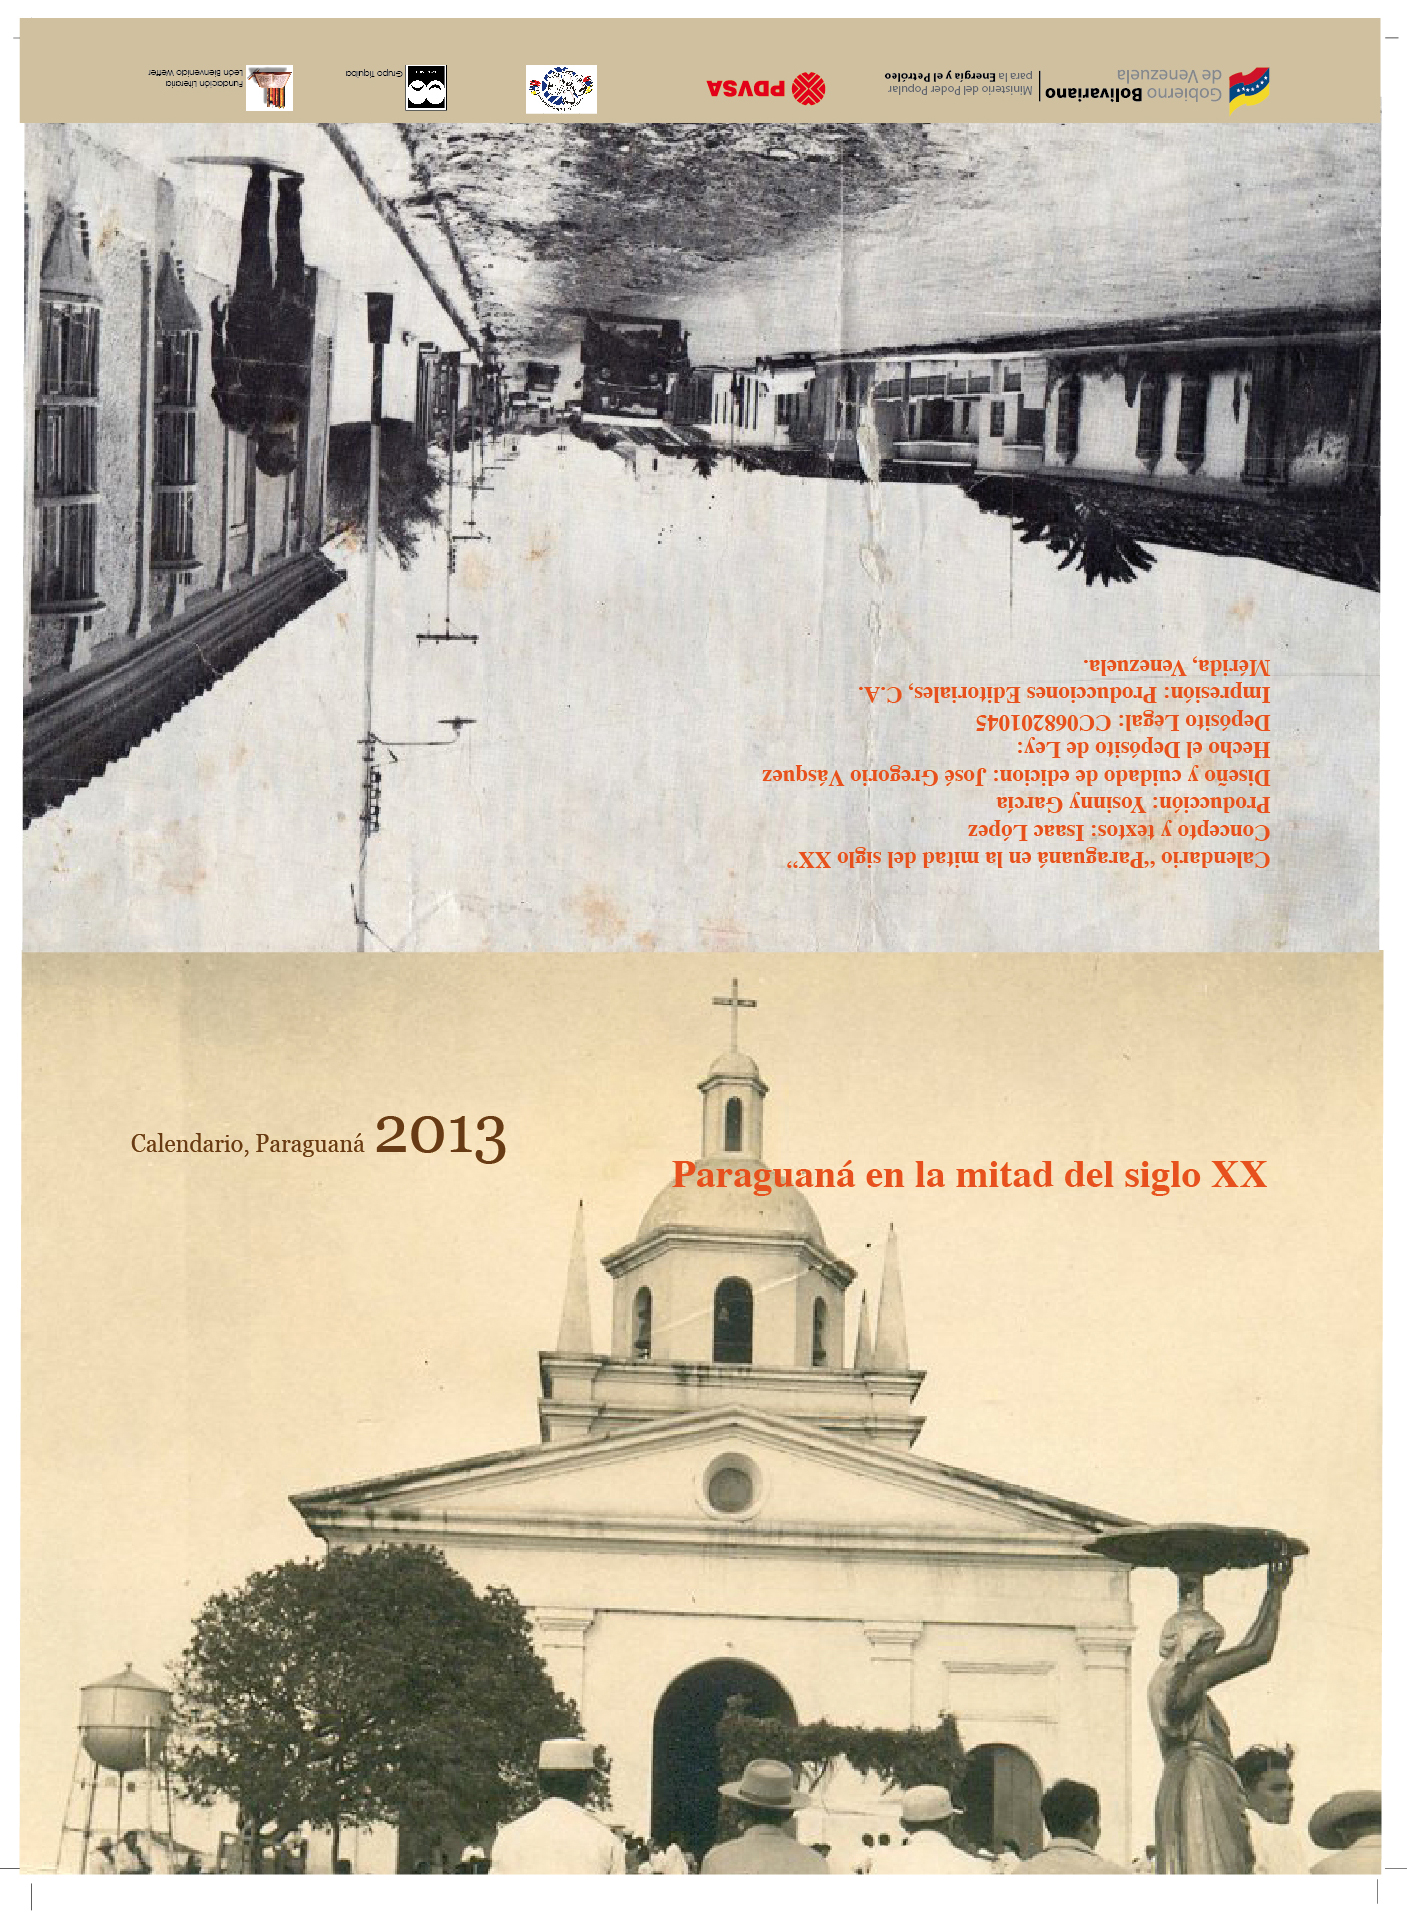 Calendario, Paraguaná 2013
Paraguaná en la mitad del siglo XX
Calendario “Paraguaná en la mitad del siglo XX”
Concepto y textos: Isaac López
Producción: Yosinny García
Diseño y cuidado de edicion: José Gregorio Vásquez
Hecho el Depósito de Ley:
Depósito Legal: CC068201045
Impresión: Producciones Editoriales, C.A.
Mérida, Venezuela.
Gobierno Bolivariano
de Venezuela
Ministerio del Poder Popular
para la Energía y el Petróleo
PDVSA
Grupo Tiquiba
Fundación Literaria
León Bienvenido Weffer